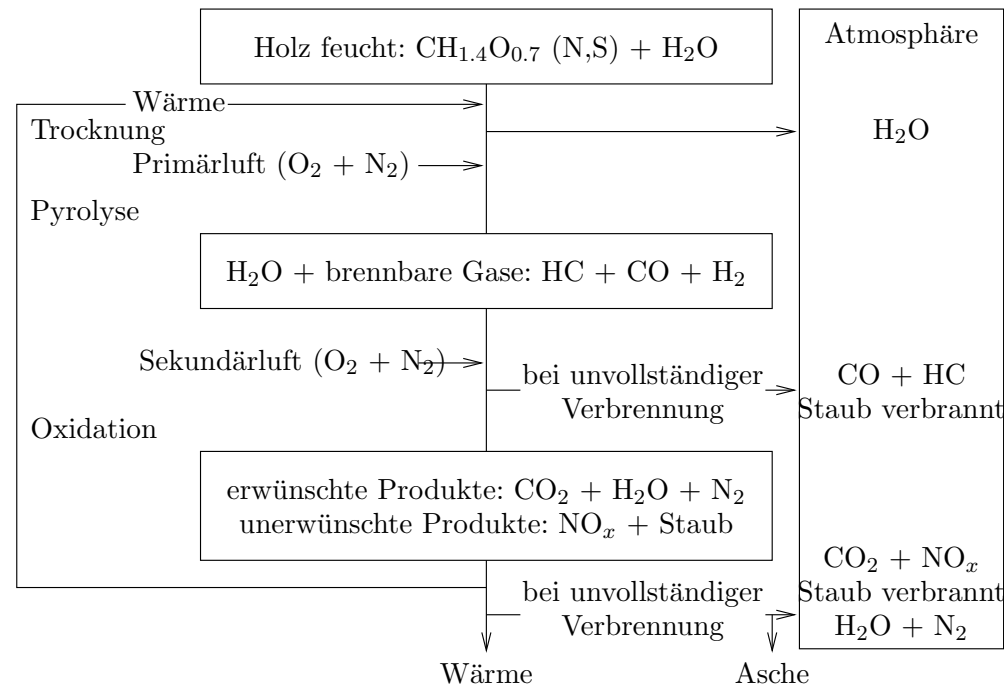 Holz feucht: CH₁.₄O₀.₇ (N,S) + H₂O
Atmosphäre
Wärme
Trocknung
H₂O
Primärluft (O₂ + N₂)
Pyrolyse
H₂O + brennbare Gase: HC + CO + H₂
Sekundärluft (O₂ + N₂)
bei unvollständiger
Verbrennung
CO + HC
Staub verbrannt
Oxidation
erwünschte Produkte: CO₂ + H₂O + N₂
unerwünschte Produkte: NOₓ + Staub
bei unvollständiger
Verbrennung
CO₂ + NOₓ
Staub verbrannt
H₂O + N₂
Wärme
Asche